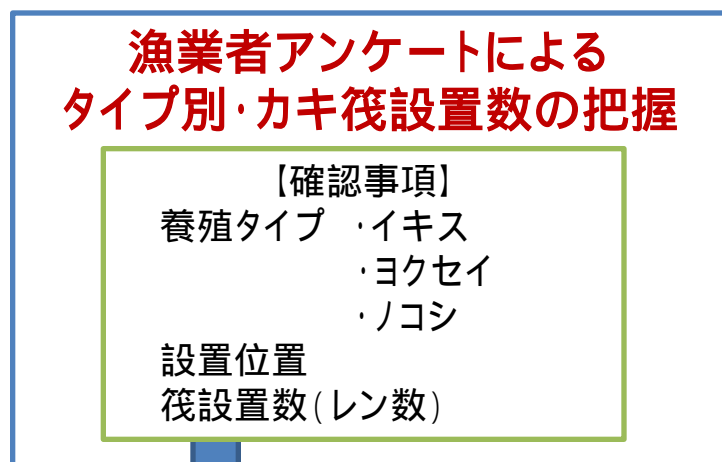 漁業者アンケートによる
タイプ別・カキ筏設置数の把握
【確認事項】
養殖タイプ ・イキス
・ヨクセイ
・ノコシ
設置位置
筏設置数(レン数)